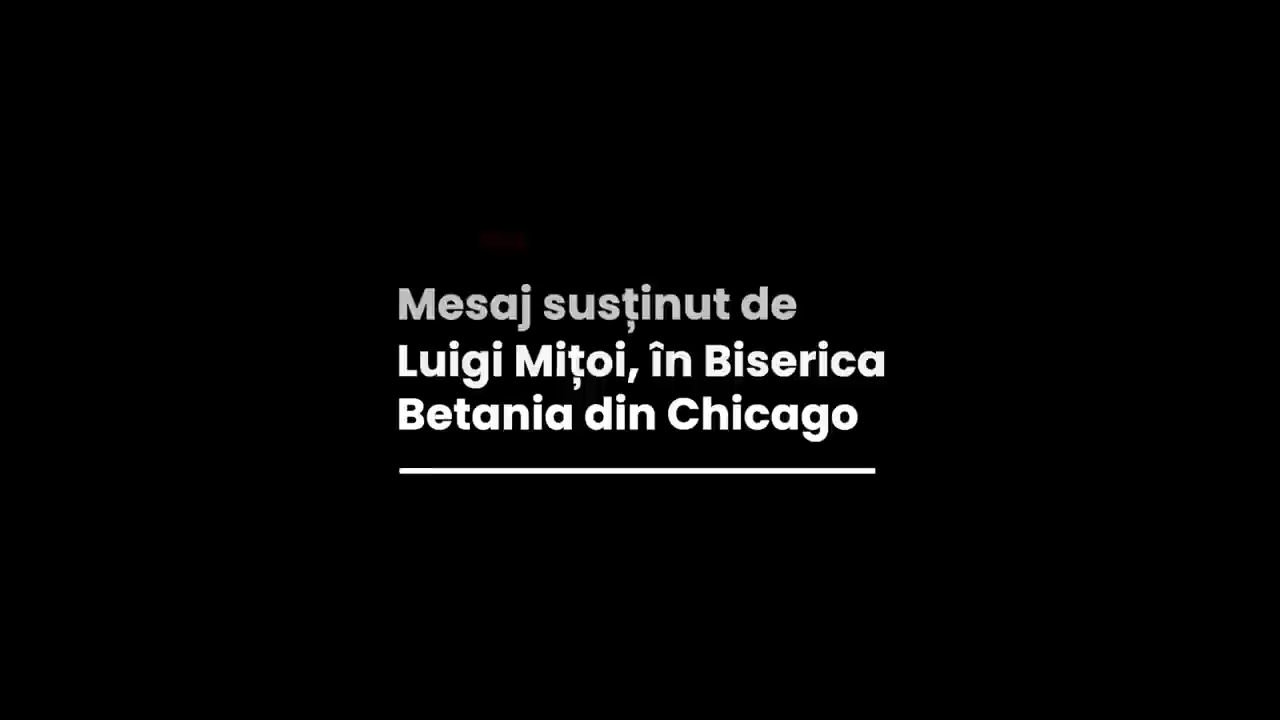 Mesaj susținut de
Luigi Mițoi, în Biserica
Betania din Chicago